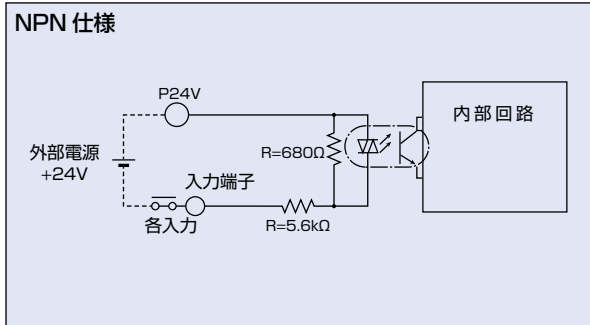 NPN 仕様
P24V
内部回路
R=680Ω
外部電源
+24V
入力端子
各入力
R=5.6kΩ